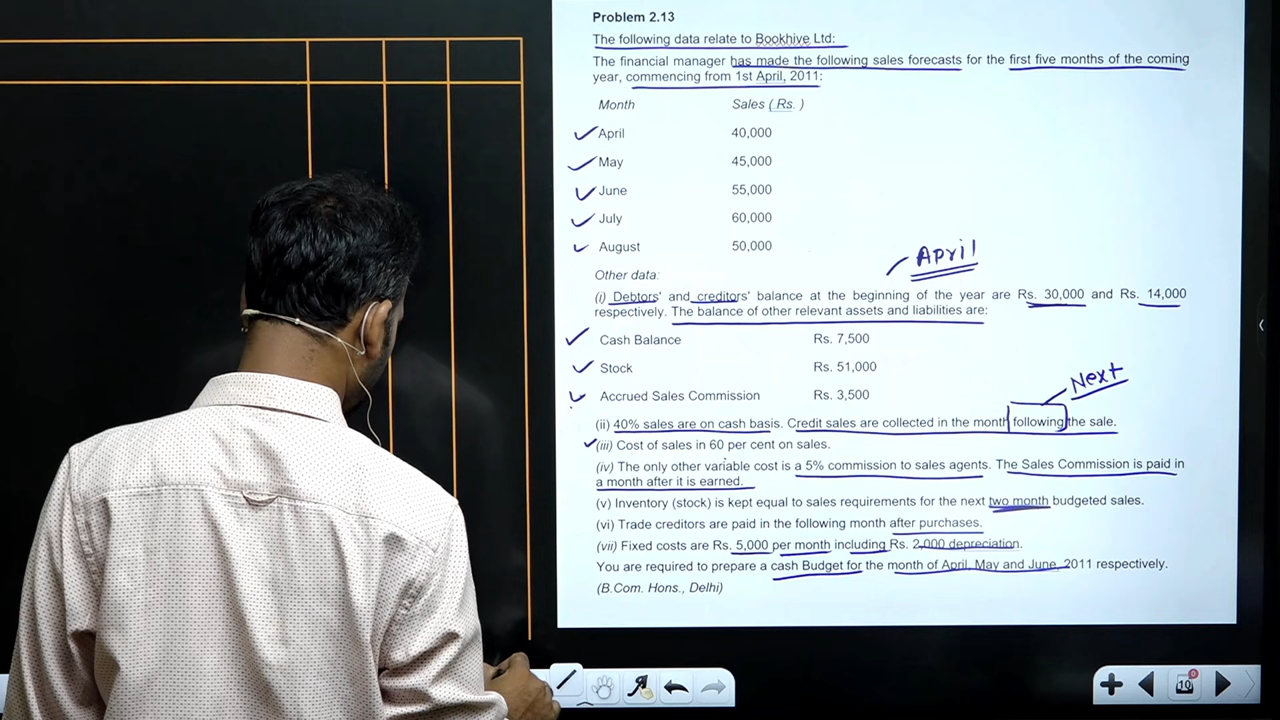 Problem 2.13
The following data relate to Bookhive Ltd:
The financial manager has made the following sales forecasts for the first five months of the coming
year, commencing from 1st April, 2011:
Month Sales ( Rs. )
April 40,000
May 45,000
June 55,000
July 60,000
August 50,000
April
Other data:
(i) Debtors' and creditors' balance at the beginning of the year are Rs. 30,000 and Rs. 14,000
respectively. The balance of other relevant assets and liabilities are:
Cash Balance Rs. 7,500
Stock Rs. 51,000
Accrued Sales Commission Rs. 3,500
Next
(ii) 40% sales are on cash basis. Credit sales are collected in the month following the sale.
(iii) Cost of sales in 60 per cent on sales.
(iv) The only other variable cost is a 5% commission to sales agents. The Sales Commission is paid in
a month after it is earned.
(v) Inventory (stock) is kept equal to sales requirements for the next two month budgeted sales.
(vi) Trade creditors are paid in the following month after purchases.
(vii) Fixed costs are Rs. 5,000 per month including Rs. 2,000 depreciation.
You are required to prepare a cash Budget for the month of April, May and June, 2011 respectively.
(B.Com. Hons., Delhi)
10